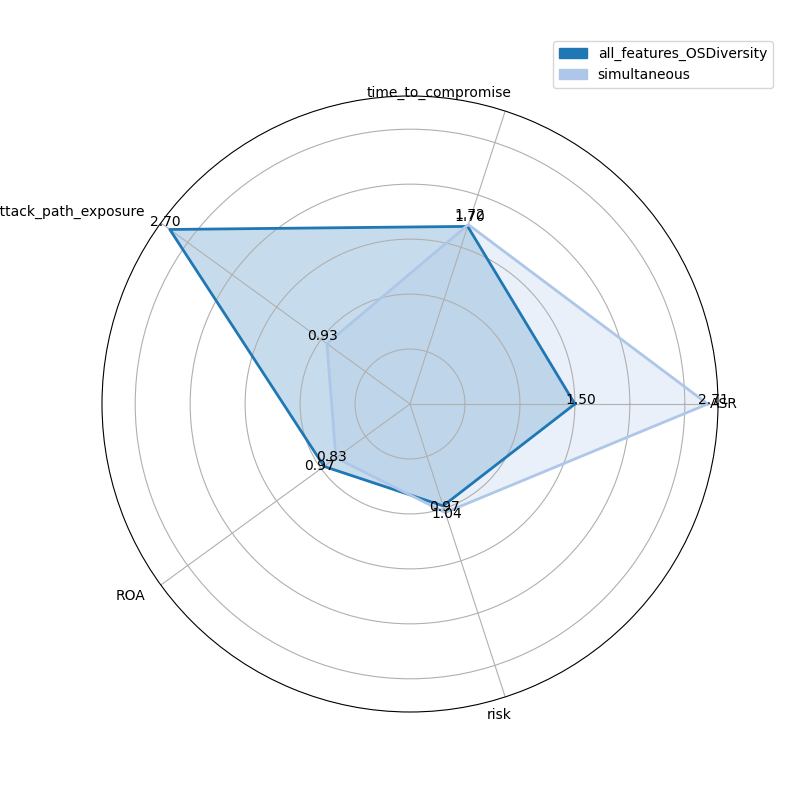 all_features_OSDiversity
simultaneous
time_to_compromise
ttack_path_exposure
2.70
1.72
1.70
0.93
1.50
2.71
ASR
0.83
0.97
0.97
1.04
ROA
risk